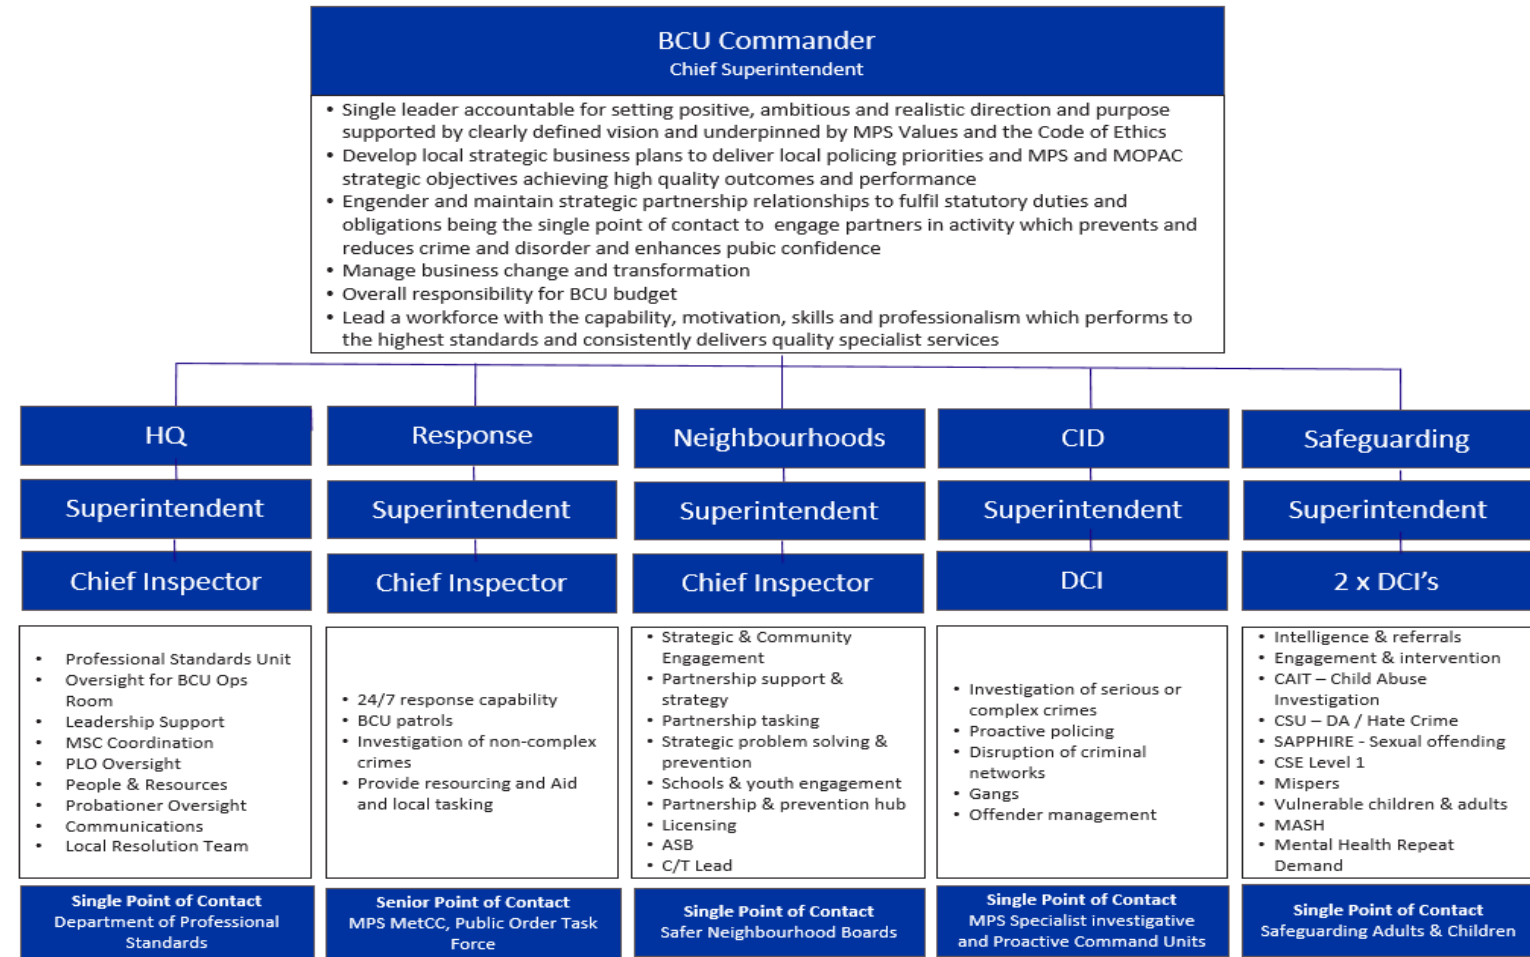 BCU Commander
Chief Superintendent
• Single leader accountable for setting positive, ambitious and realistic direction and purpose
supported by clearly defined vision and underpinned by MPS Values and the Code of Ethics
• Develop local strategic business plans to deliver local policing priorities and MPS and MOPAC
strategic objectives achieving high quality outcomes and performance
• Engender and maintain strategic partnership relationships to fulfil statutory duties and
obligations being the single point of contact to engage partners in activity which prevents and
reduces crime and disorder and enhances pubic confidence
• Manage business change and transformation
• Overall responsibility for BCU budget
• Lead a workforce with the capability, motivation, skills and professionalism which performs to
the highest standards and consistently delivers quality specialist services
HQ
Superintendent
Chief Inspector
• Professional Standards Unit
• Oversight for BCU Ops
Room
• Leadership Support
• MSC Coordination
• PLO Oversight
• People & Resources
• Probationer Oversight
• Communications
• Local Resolution Team
Single Point of Contact
Department of Professional
Standards
Response
Superintendent
Chief Inspector
• 24/7 response capability
• BCU patrols
• Investigation of non-complex
crimes
• Provide resourcing and Aid
and local tasking
Senior Point of Contact
MPS MetCC, Public Order Task
Force
Neighbourhoods
Superintendent
Chief Inspector
• Strategic & Community
Engagement
• Partnership support &
strategy
• Partnership tasking
• Strategic problem solving &
prevention
• Schools & youth engagement
• Partnership & prevention hub
• Licensing
• ASB
• C/T Lead
Single Point of Contact
Safer Neighbourhood Boards
CID
Superintendent
DCI
• Investigation of serious or
complex crimes
• Proactive policing
• Disruption of criminal
networks
• Gangs
• Offender management
Single Point of Contact
MPS Specialist investigative
and Proactive Command Units
Safeguarding
Superintendent
2 x DCI’s
• Intelligence & referrals
• Engagement & intervention
• CAIT – Child Abuse
Investigation
• CSU – DA / Hate Crime
• SAPPHIRE - Sexual offending
• CSE Level 1
• Mispers
• Vulnerable children & adults
• MASH
• Mental Health Repeat
Demand
Single Point of Contact
Safeguarding Adults & Children